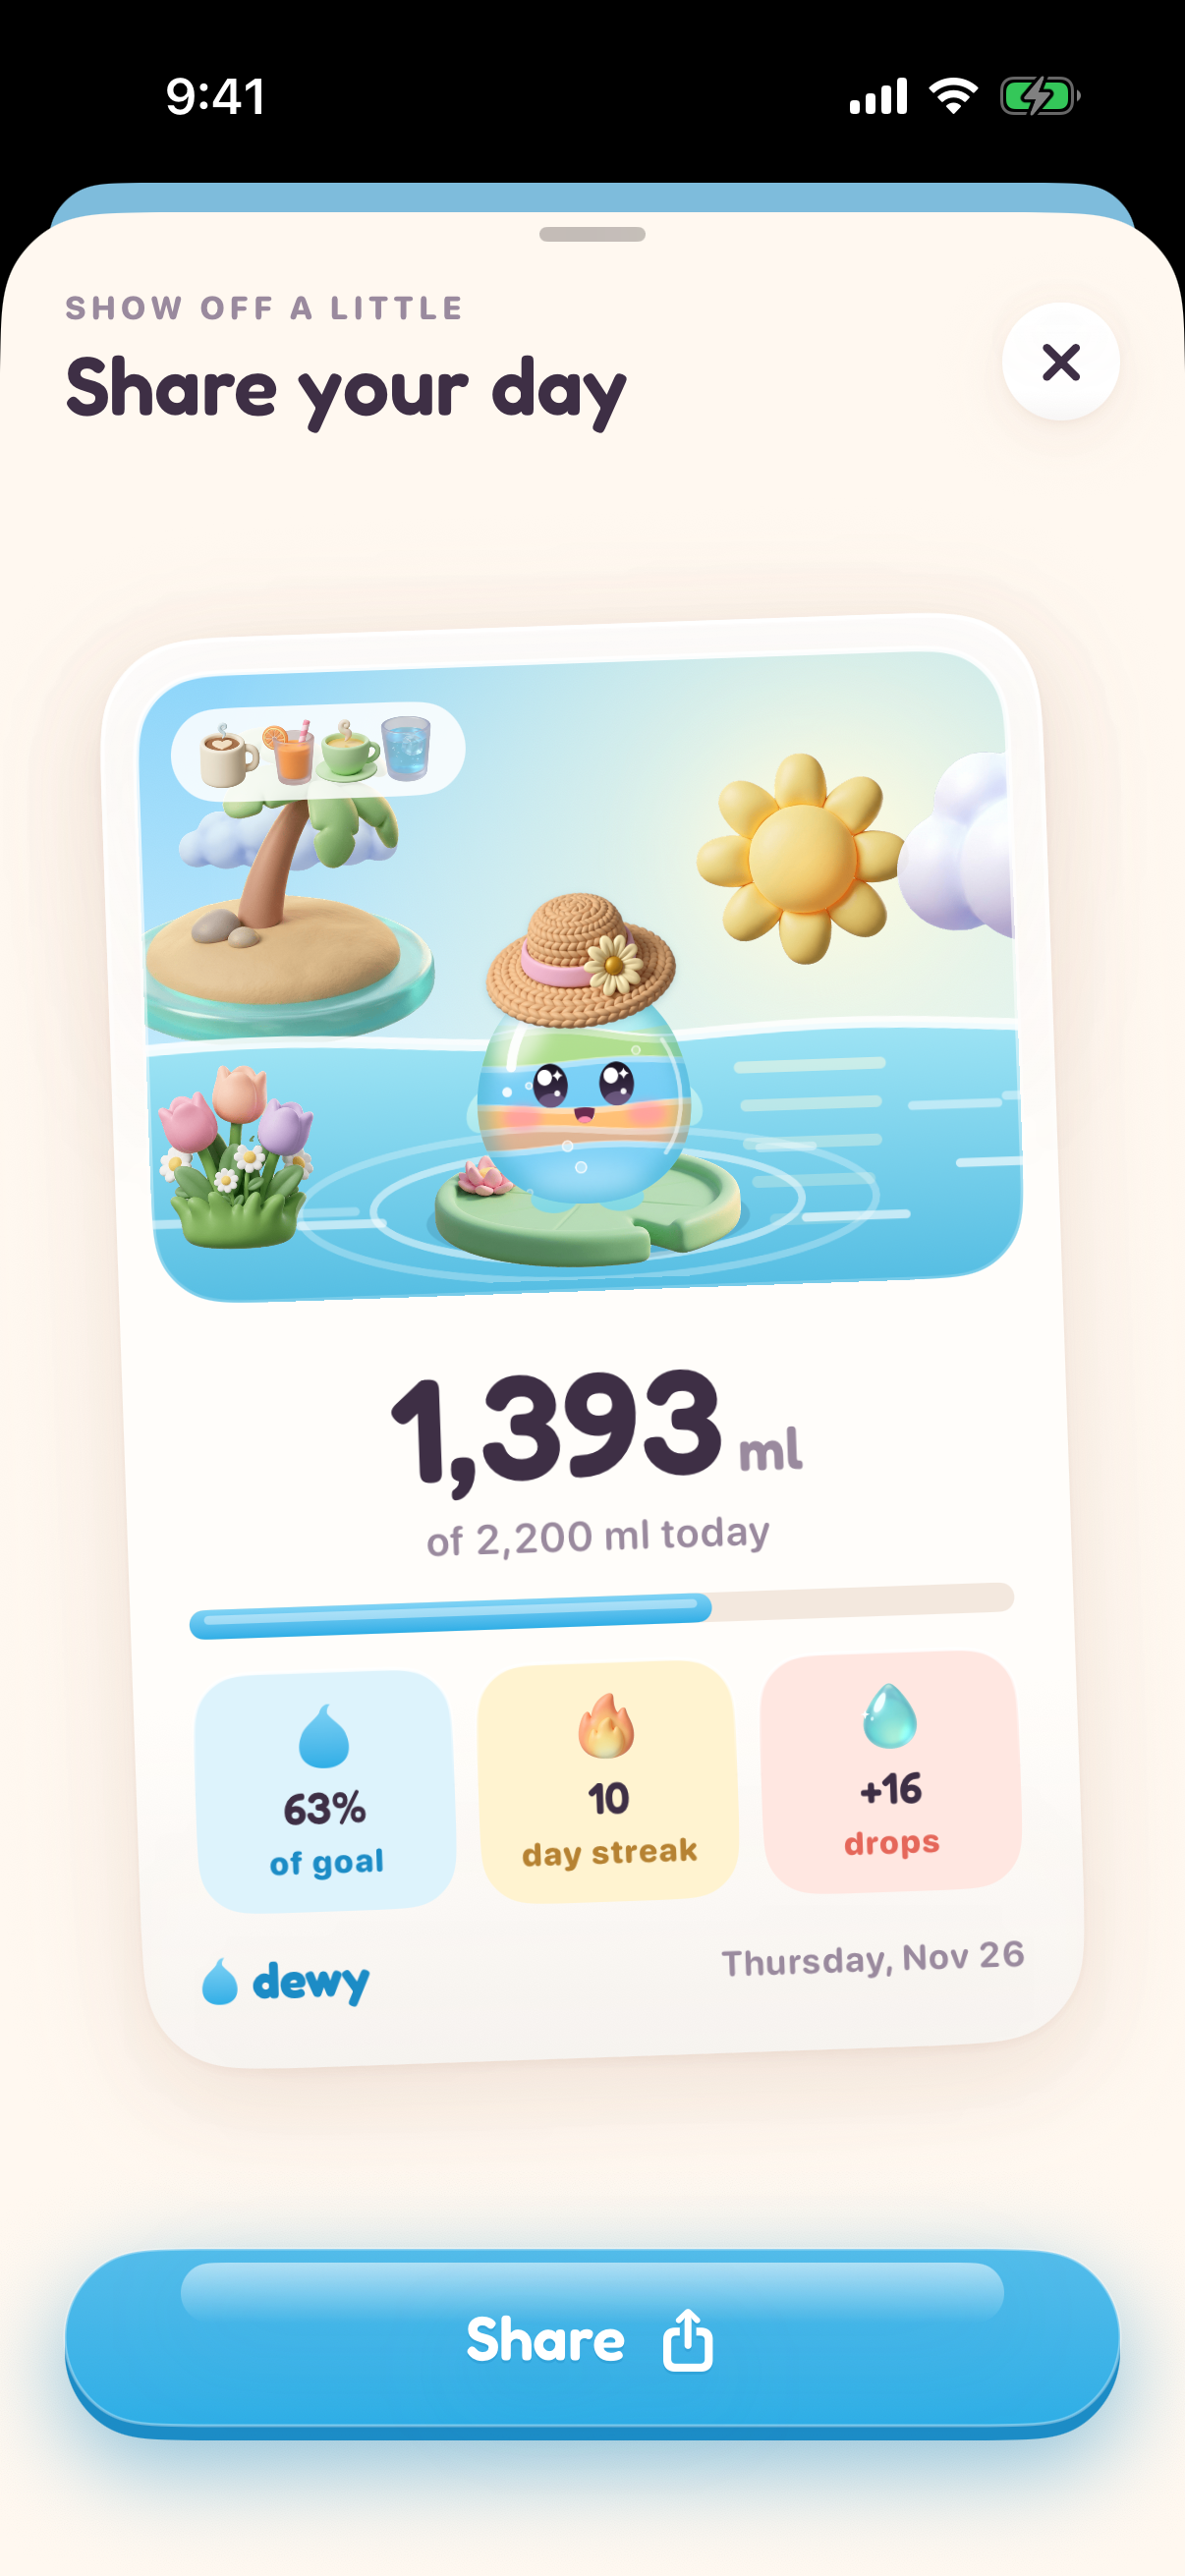 9:41
SHOW OFF A LITTLE
Share your day
1,393 ml
of 2,200 ml today
63%
of goal
10
day streak
+16
drops
dewy
Thursday, Nov 26
Share